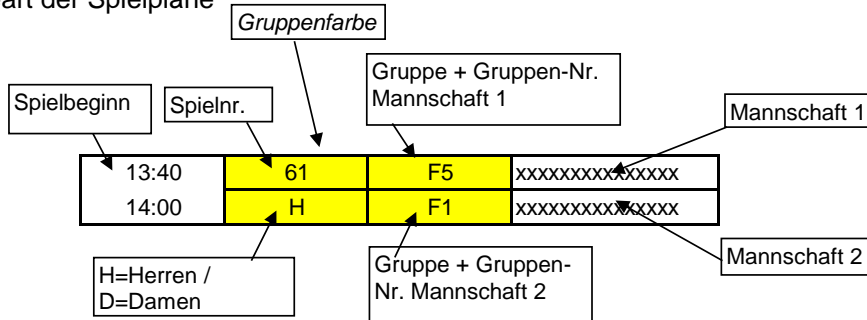 art der Spielpläne
Gruppenfarbe
Gruppe + Gruppen-Nr.
Mannschaft 1
Spielbeginn
Spielnr.
Mannschaft 1
13:40 61 F5 xxxxxxxxxxxxxxx
14:00 H F1 xxxxxxxxxxxxxxx
H=Herren /
D=Damen
Gruppe + Gruppen-
Nr. Mannschaft 2
Mannschaft 2